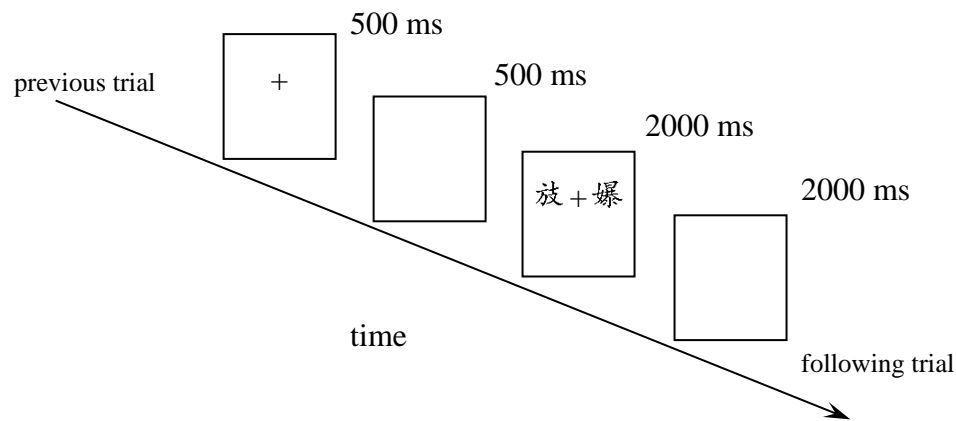 500 ms
previous trial
+
500 ms
2000 ms
+
2000 ms
time
following trial